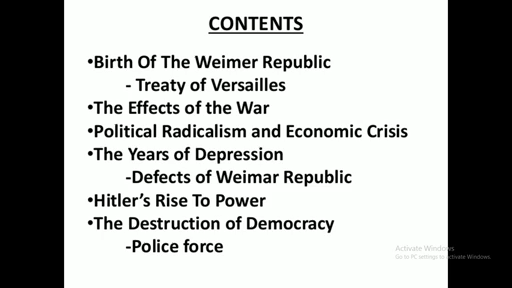 CONTENTS
•Birth Of The Weimer Republic
- Treaty of Versailles
•The Effects of the War
•Political Radicalism and Economic Crisis
•The Years of Depression
-Defects of Weimar Republic
•Hitler's Rise To Power
•The Destruction of Democracy
-Police force
Activate Windows
Go to PC settings to activate Windows.